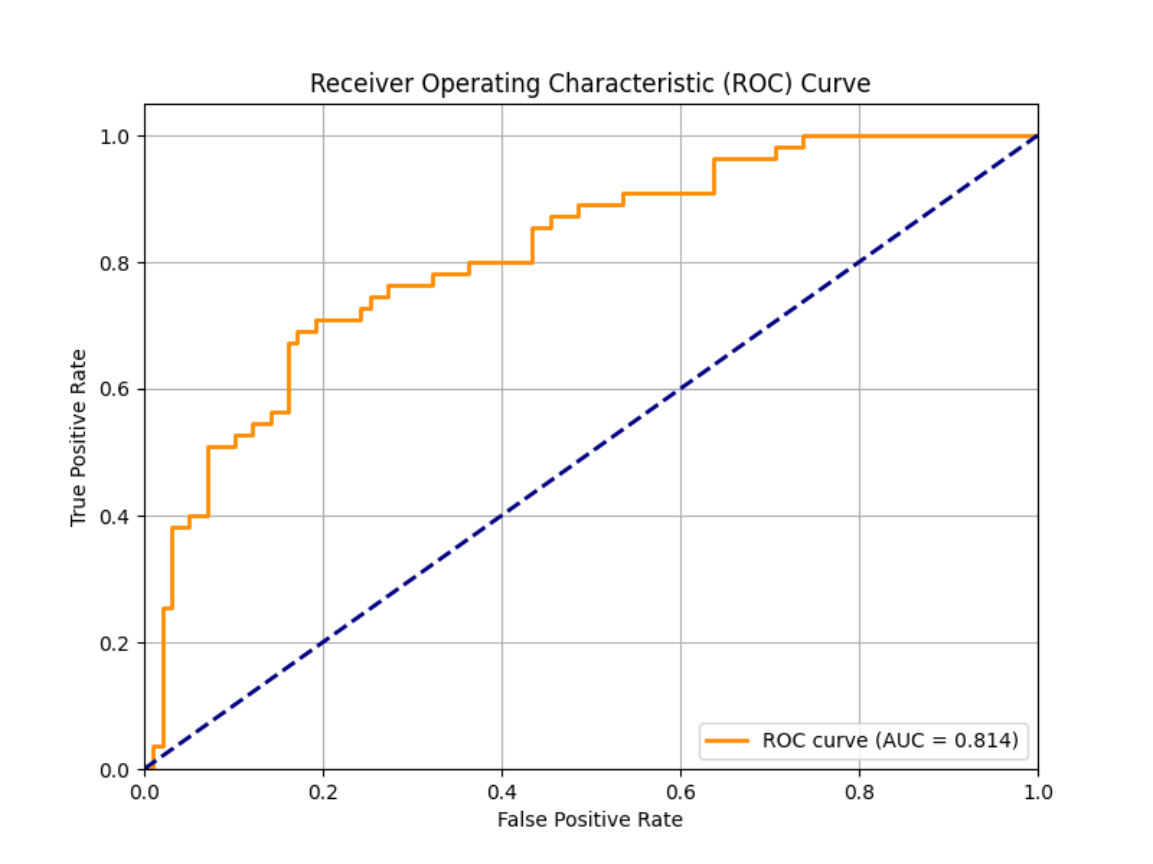 Receiver Operating Characteristic (ROC) Curve
1.0
0.8
0.6
0.4
0.2
0.0
True Positive Rate
ROC curve (AUC = 0.814)
0.0 0.2 0.4 0.6 0.8 1.0
False Positive Rate